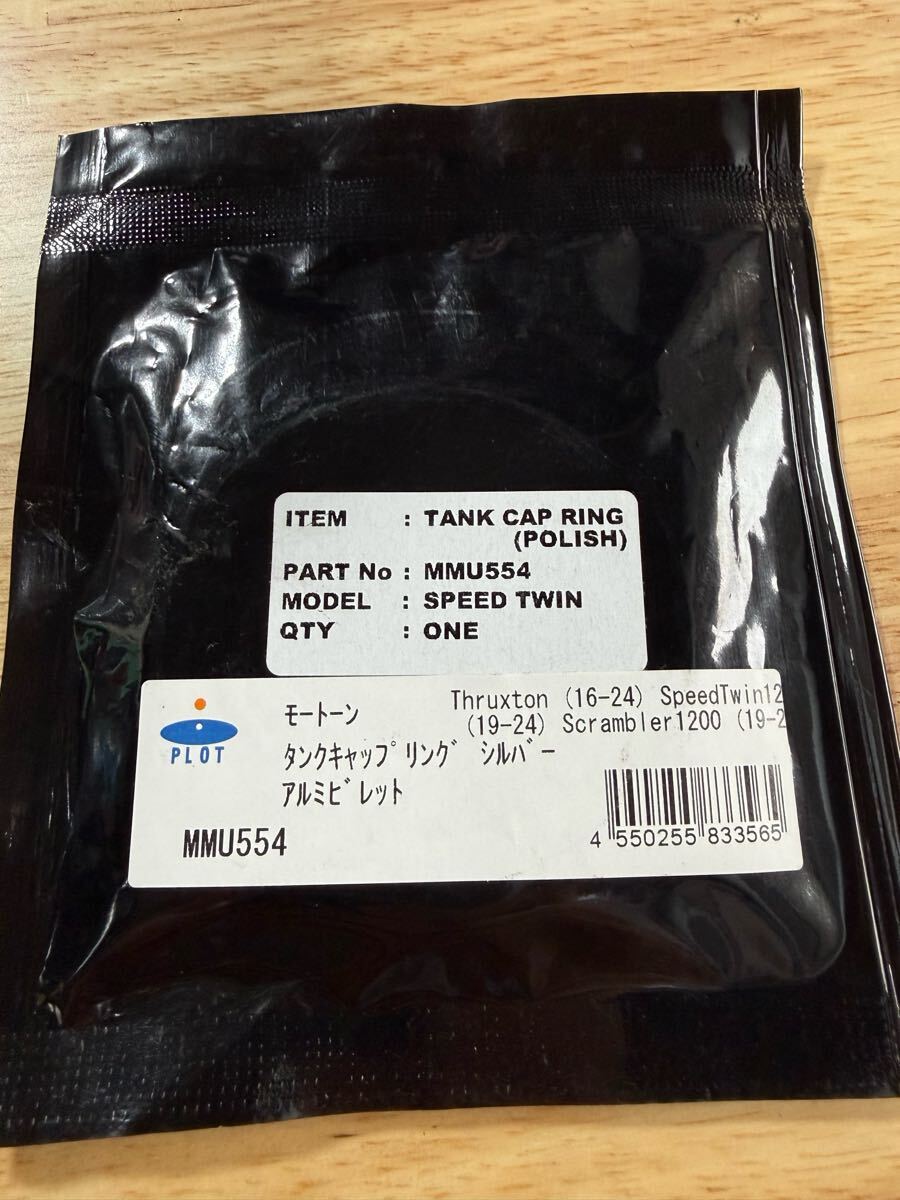 ITEM : TANK CAP RING
(POLISH)
PART No : MMU554
MODEL : SPEED TWIN
QTY : ONE
PLOT
モートーン
Thruxton (16-24) SpeedTwin12
(19-24) Scrambler1200 (19-2
ﾀﾝｸｷｬｯﾌﾟﾘﾝｸﾞ ｼﾙﾊﾞｰ
ｱﾙﾐﾋﾞﾚｯﾄ
MMU554
4 550255 833565